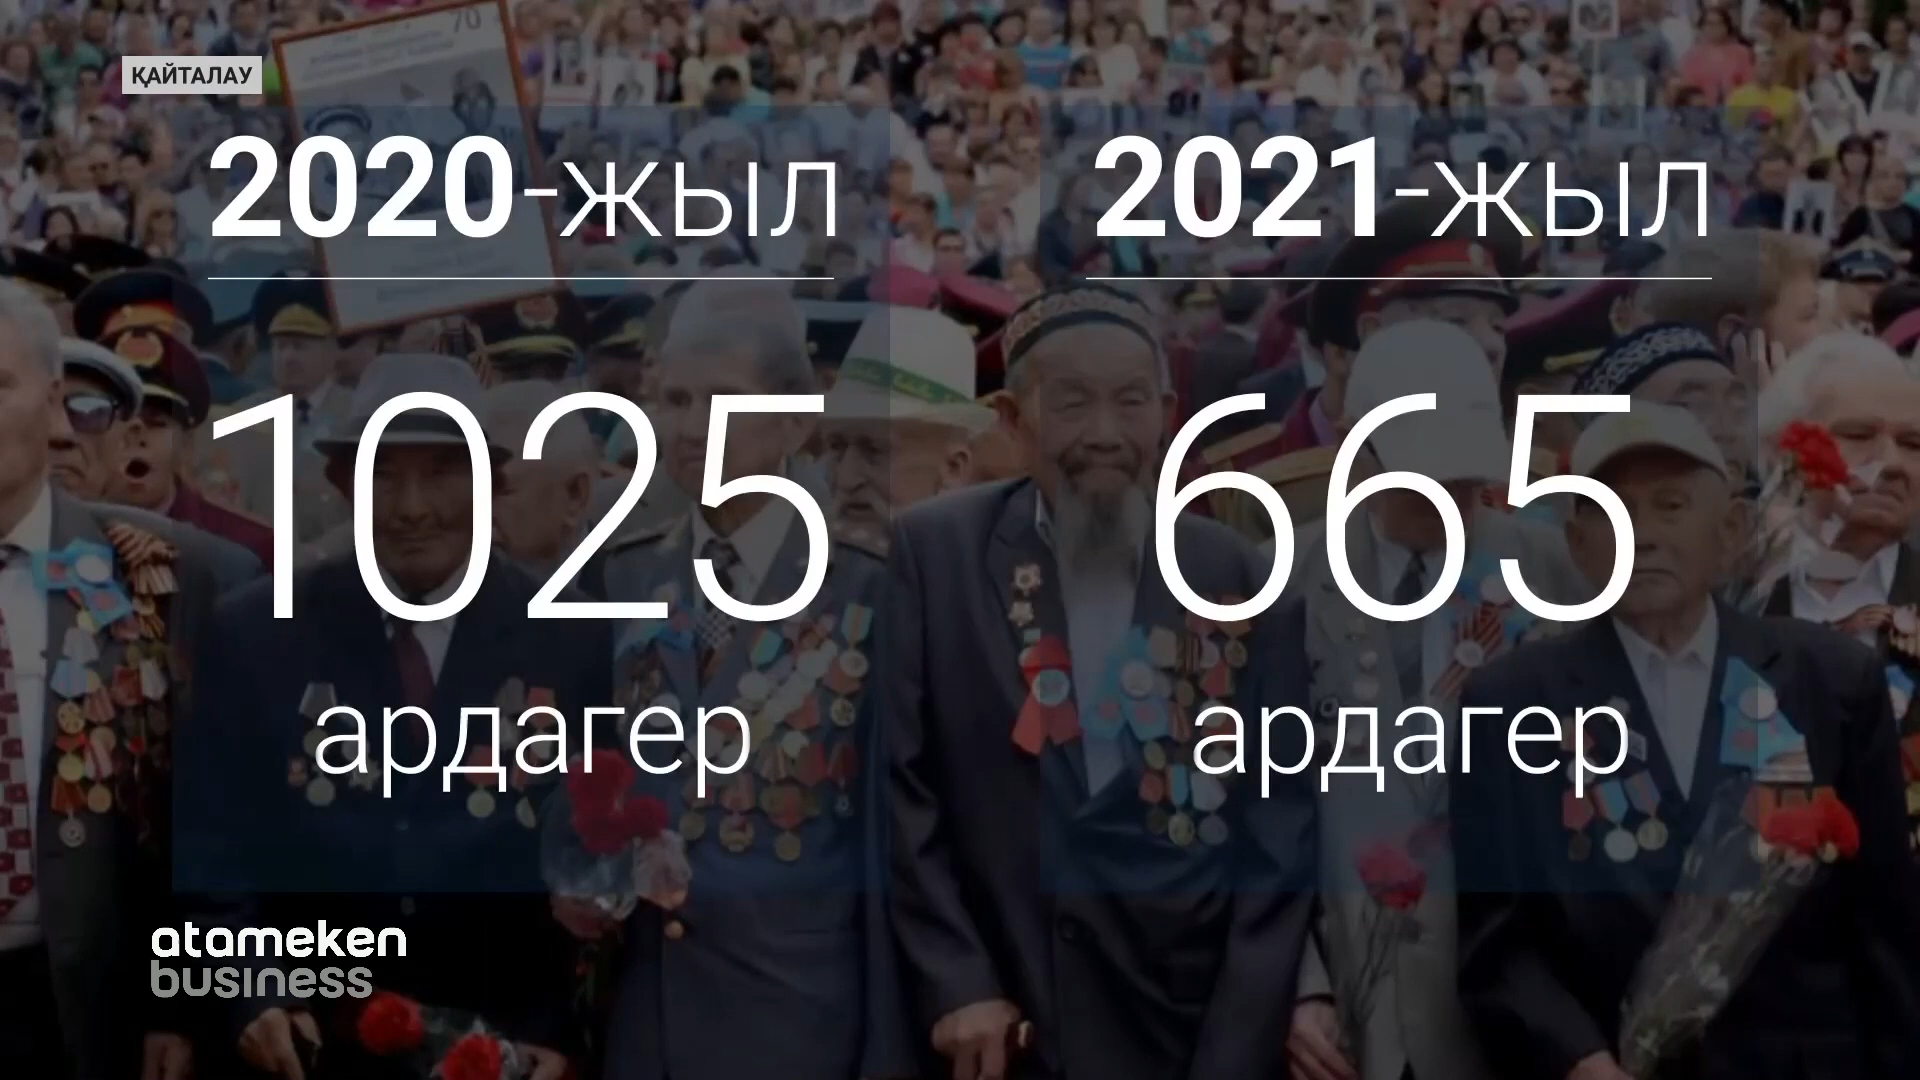 ҚАЙТАЛАУ
2020-жыл
1025
ардагер
2021-жыл
665
ардагер
atameken
business